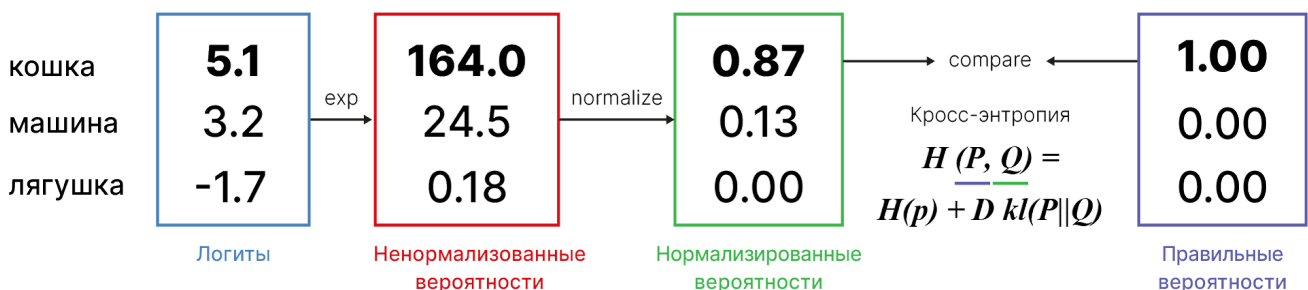 кошка 5.1 164.0 0.87 compare 1.00
exp normalize
машина 3.2 24.5 0.13 Кросс-энтропия 0.00
H (P, Q) =
лягушка -1.7 0.18 0.00 0.00
H(p) + D kl(P||Q)
Логиты Ненормализованные Нормализированные Правильные
вероятности вероятности вероятности